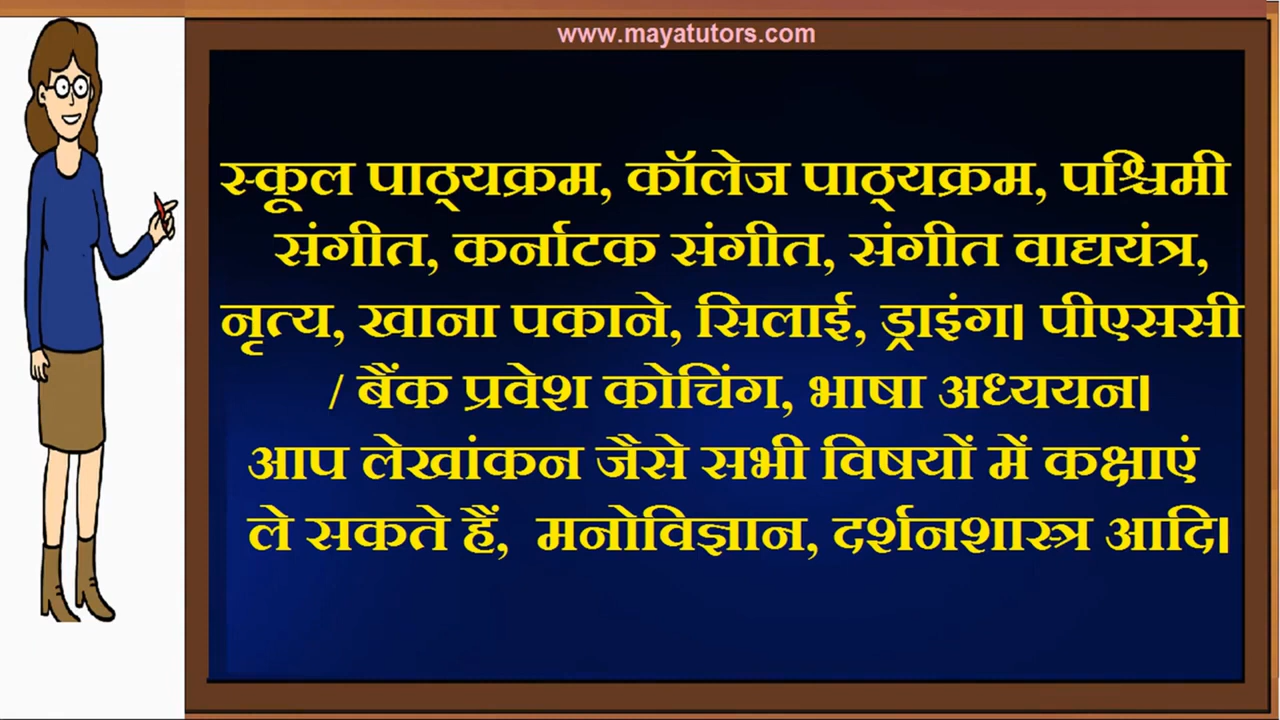 www.mayatutors.com
स्कूल पाठ्यक्रम, कॉलेज पाठ्यक्रम, पश्चिमी
संगीत, कर्नाटक संगीत, संगीत वाद्ययंत्र,
नृत्य, खाना पकाने, सिलाई, ड्राइंग। पीएससी
/ बैंक प्रवेश कोचिंग, भाषा अध्ययन।
आप लेखांकन जैसे सभी विषयों में कक्षाएं
ले सकते हैं, मनोविज्ञान, दर्शनशास्त्र आदि।